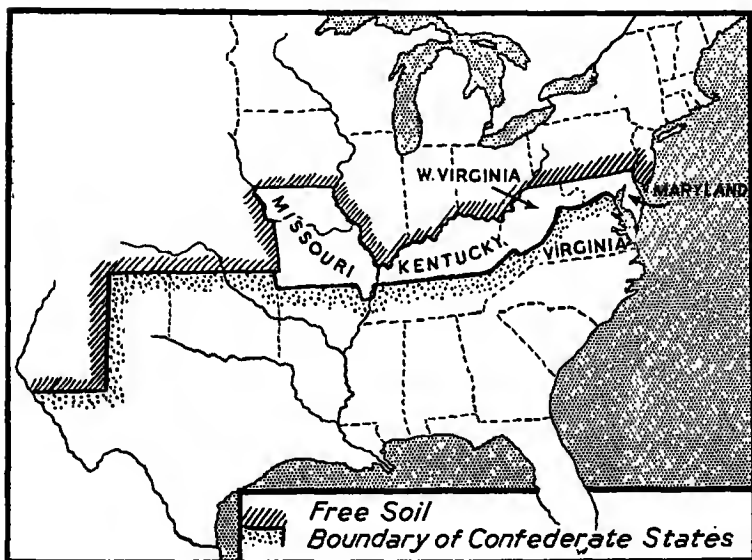 W. VIRGINIA
MARYLAND
MISSOURI
KENTUCKY
VIRGINIA
Free Soil
Boundary of Confederate States